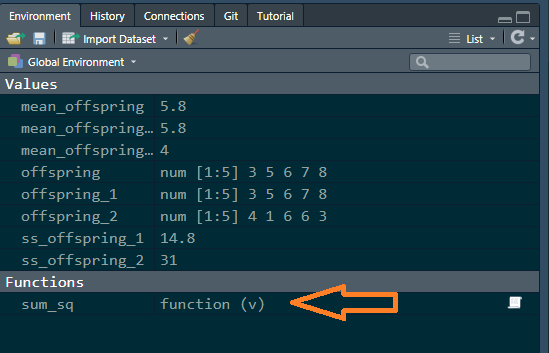 Environment History Connections Git Tutorial
Import Dataset List
Global Environment
Values
mean_offspring 5.8
mean_offspring… 5.8
mean_offspring… 4
offspring num [1:5] 3 5 6 7 8
offspring_1 num [1:5] 3 5 6 7 8
offspring_2 num [1:5] 4 1 6 6 3
ss_offspring_1 14.8
ss_offspring_2 31
Functions
sum_sq function (v)